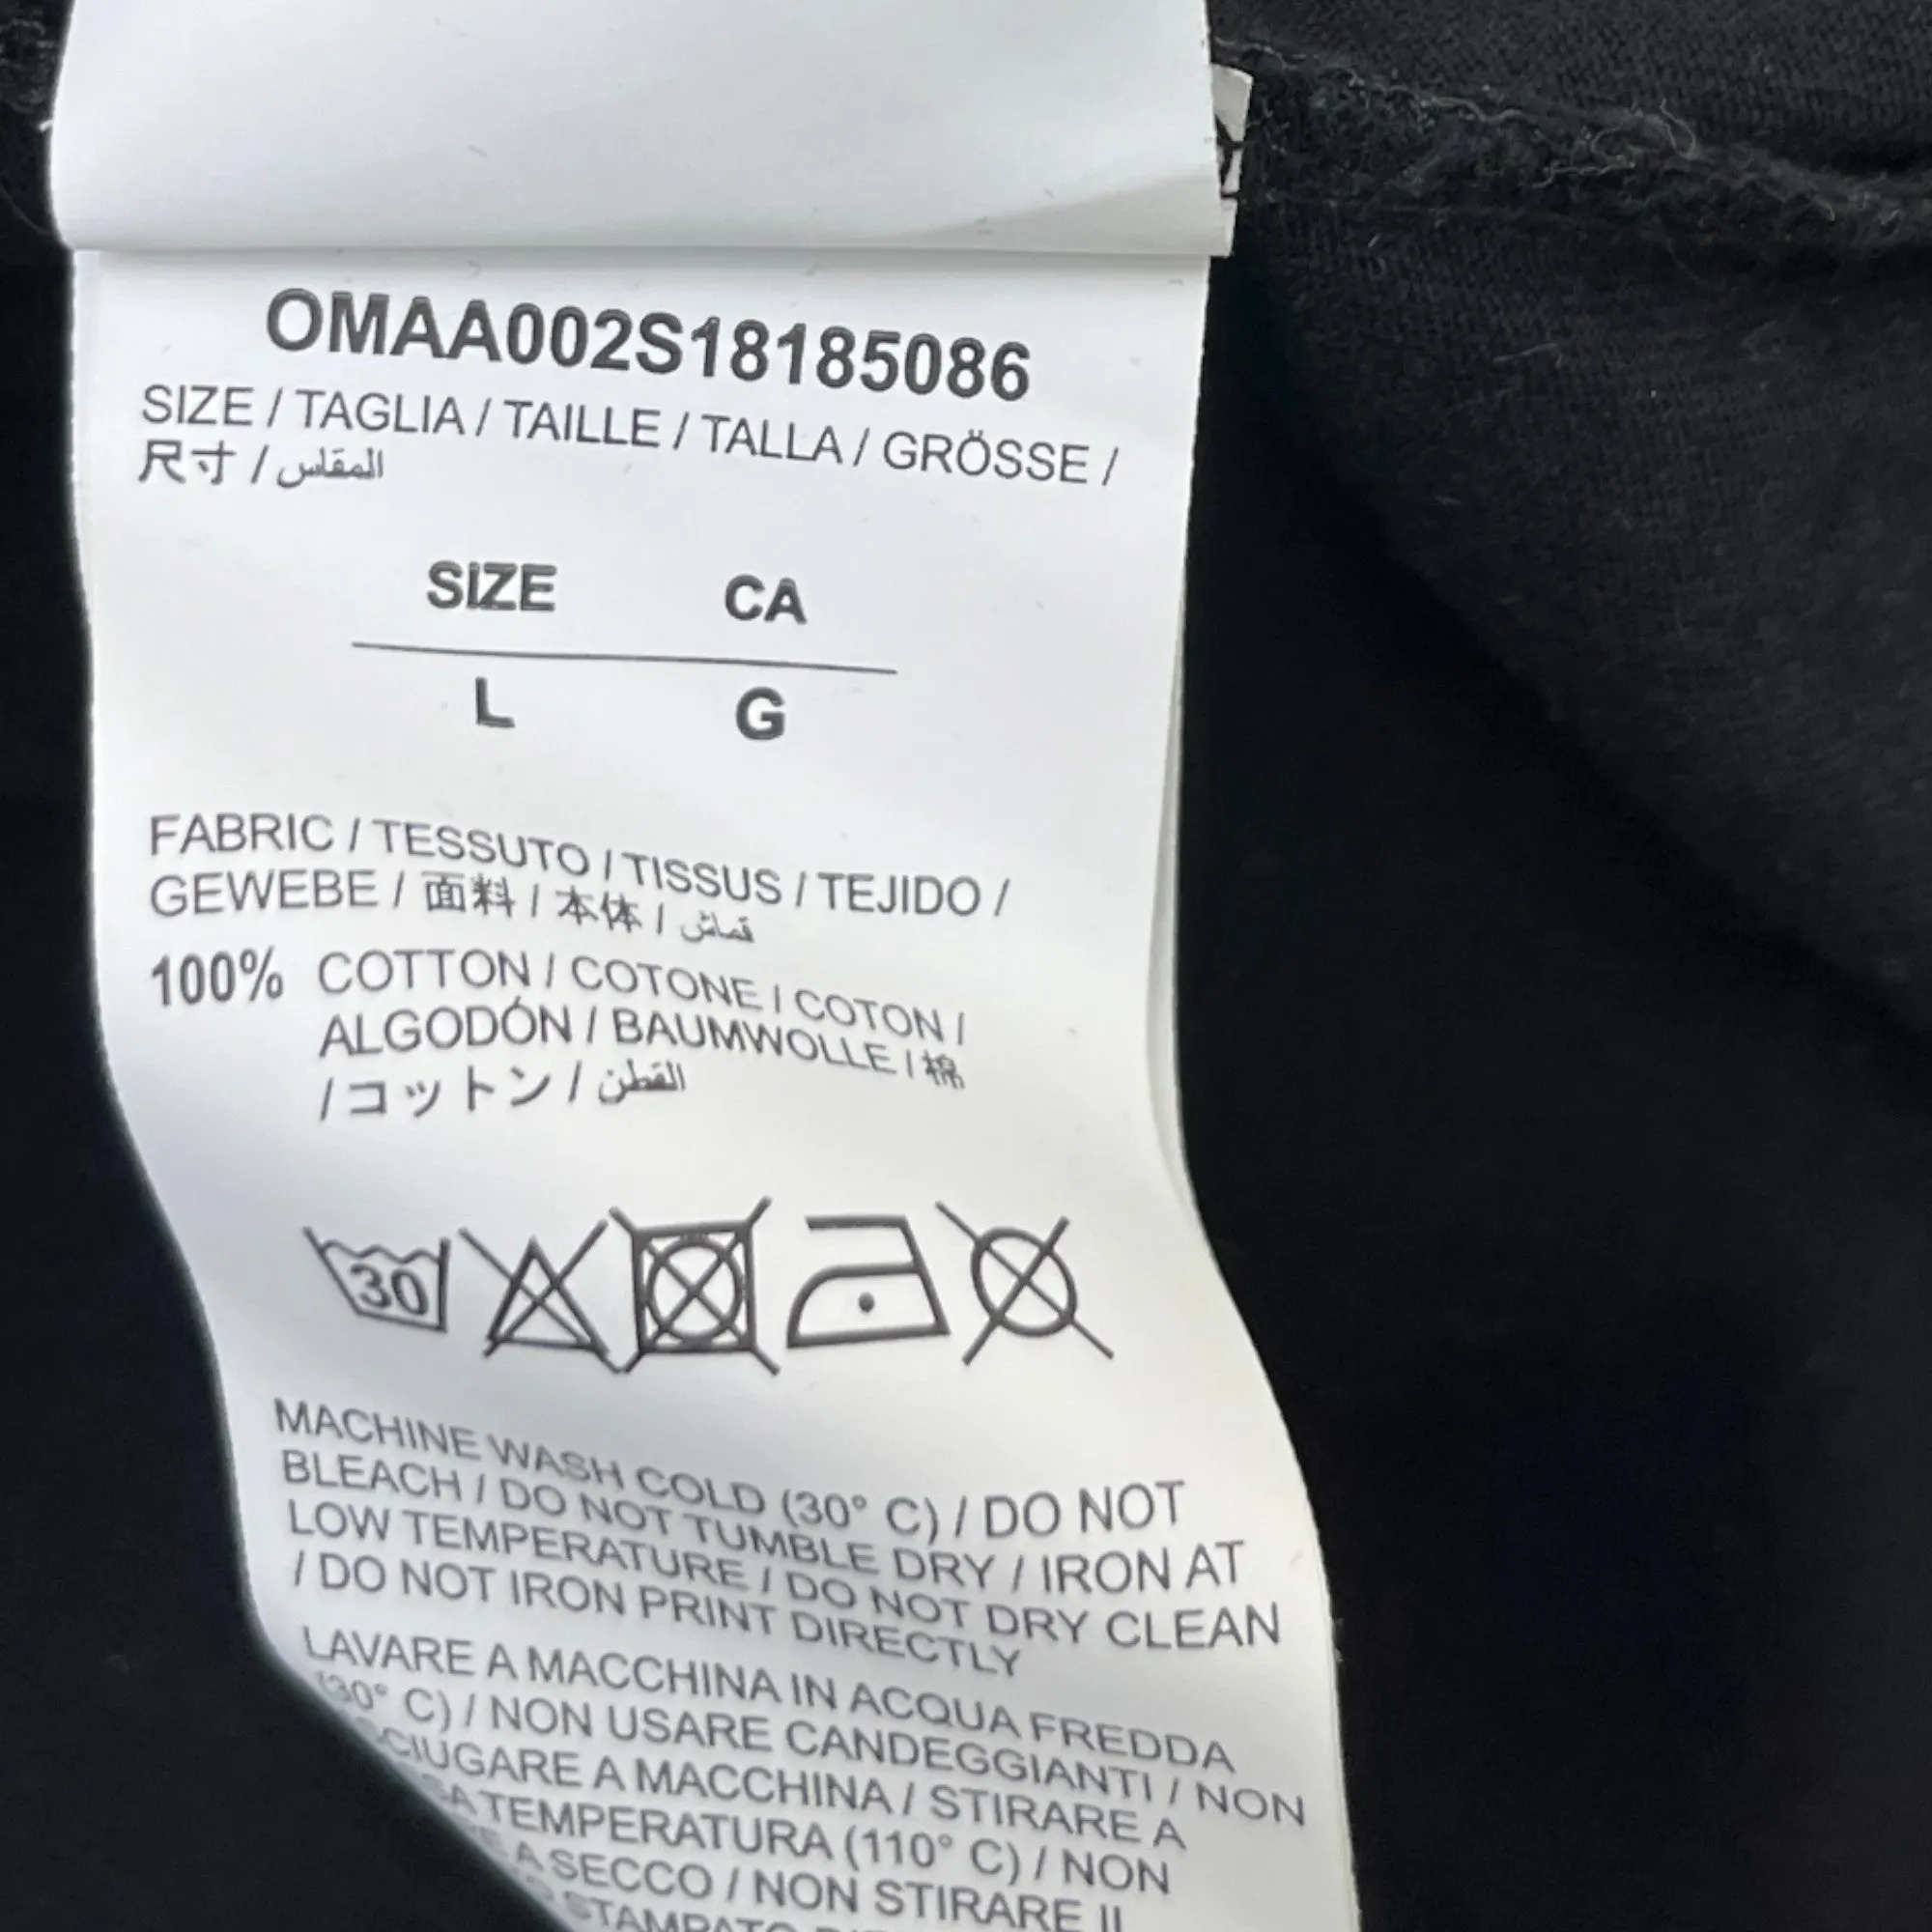 OMAA002S18185086
SIZE / TAGLIA / TAILLE / TALLA / GRÖSSE /
尺寸 / المقاس
SIZE CA
L G
FABRIC / TESSUTO / TISSUS / TEJIDO /
GEWEBE / 面料 / 本体 / قماش
100% COTTON / COTONE / COTON /
ALGODÓN / BAUMWOLLE / 棉
/ コットン / القطن
30
MACHINE WASH COLD (30° C) / DO NOT
BLEACH / DO NOT TUMBLE DRY / IRON AT
LOW TEMPERATURE / DO NOT DRY CLEAN
/ DO NOT IRON PRINT DIRECTLY
LAVARE A MACCHINA IN ACQUA FREDDA
(30° C) / NON USARE CANDEGGIANTI / NON
SCIUGARE A MACCHINA / STIRARE A
TEMPERATURA (110° C) / NON
A SECCO / NON STIRARE IL